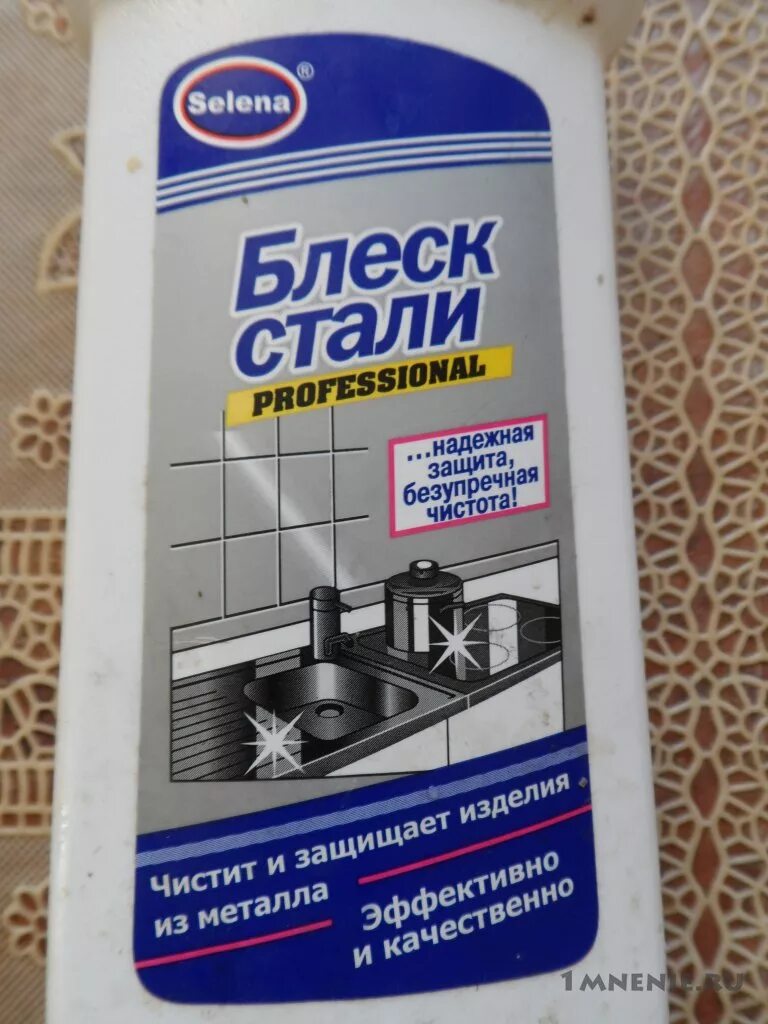 Selena ®
Блеск
стали
PROFESSIONAL
...надежная
защита,
безупречная
чистота!
Чистит и защищает изделия
из металла
Эффективно
и качественно
1MNENIE.RU